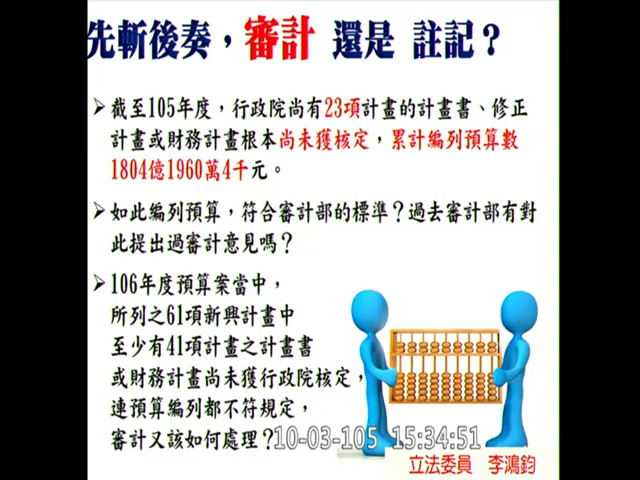 先斬後奏，審計 還是 註記？
➢截至105年度，行政院尚有23項計畫的計畫書、修正
計畫或財務計畫根本尚未獲核定，累計編列預算數
1804億1960萬4千元。
➢如此編列預算，符合審計部的標準？過去審計部有對
此提出過審計意見嗎？
➢106年度預算案當中，
所列之61項新興計畫中
至少有41項計畫之計畫書
或財務計畫尚未獲行政院核定，
連預算編列都不符規定，
審計又該如何處理？
10-03-105 15:34:51
立法委員 李鴻鈞